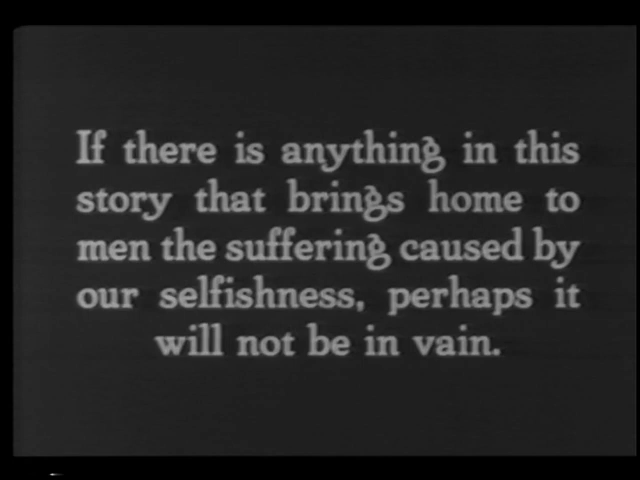 If there is anything in this
story that brings home to
men the suffering caused by
our selfishness, perhaps it
will not be in vain.